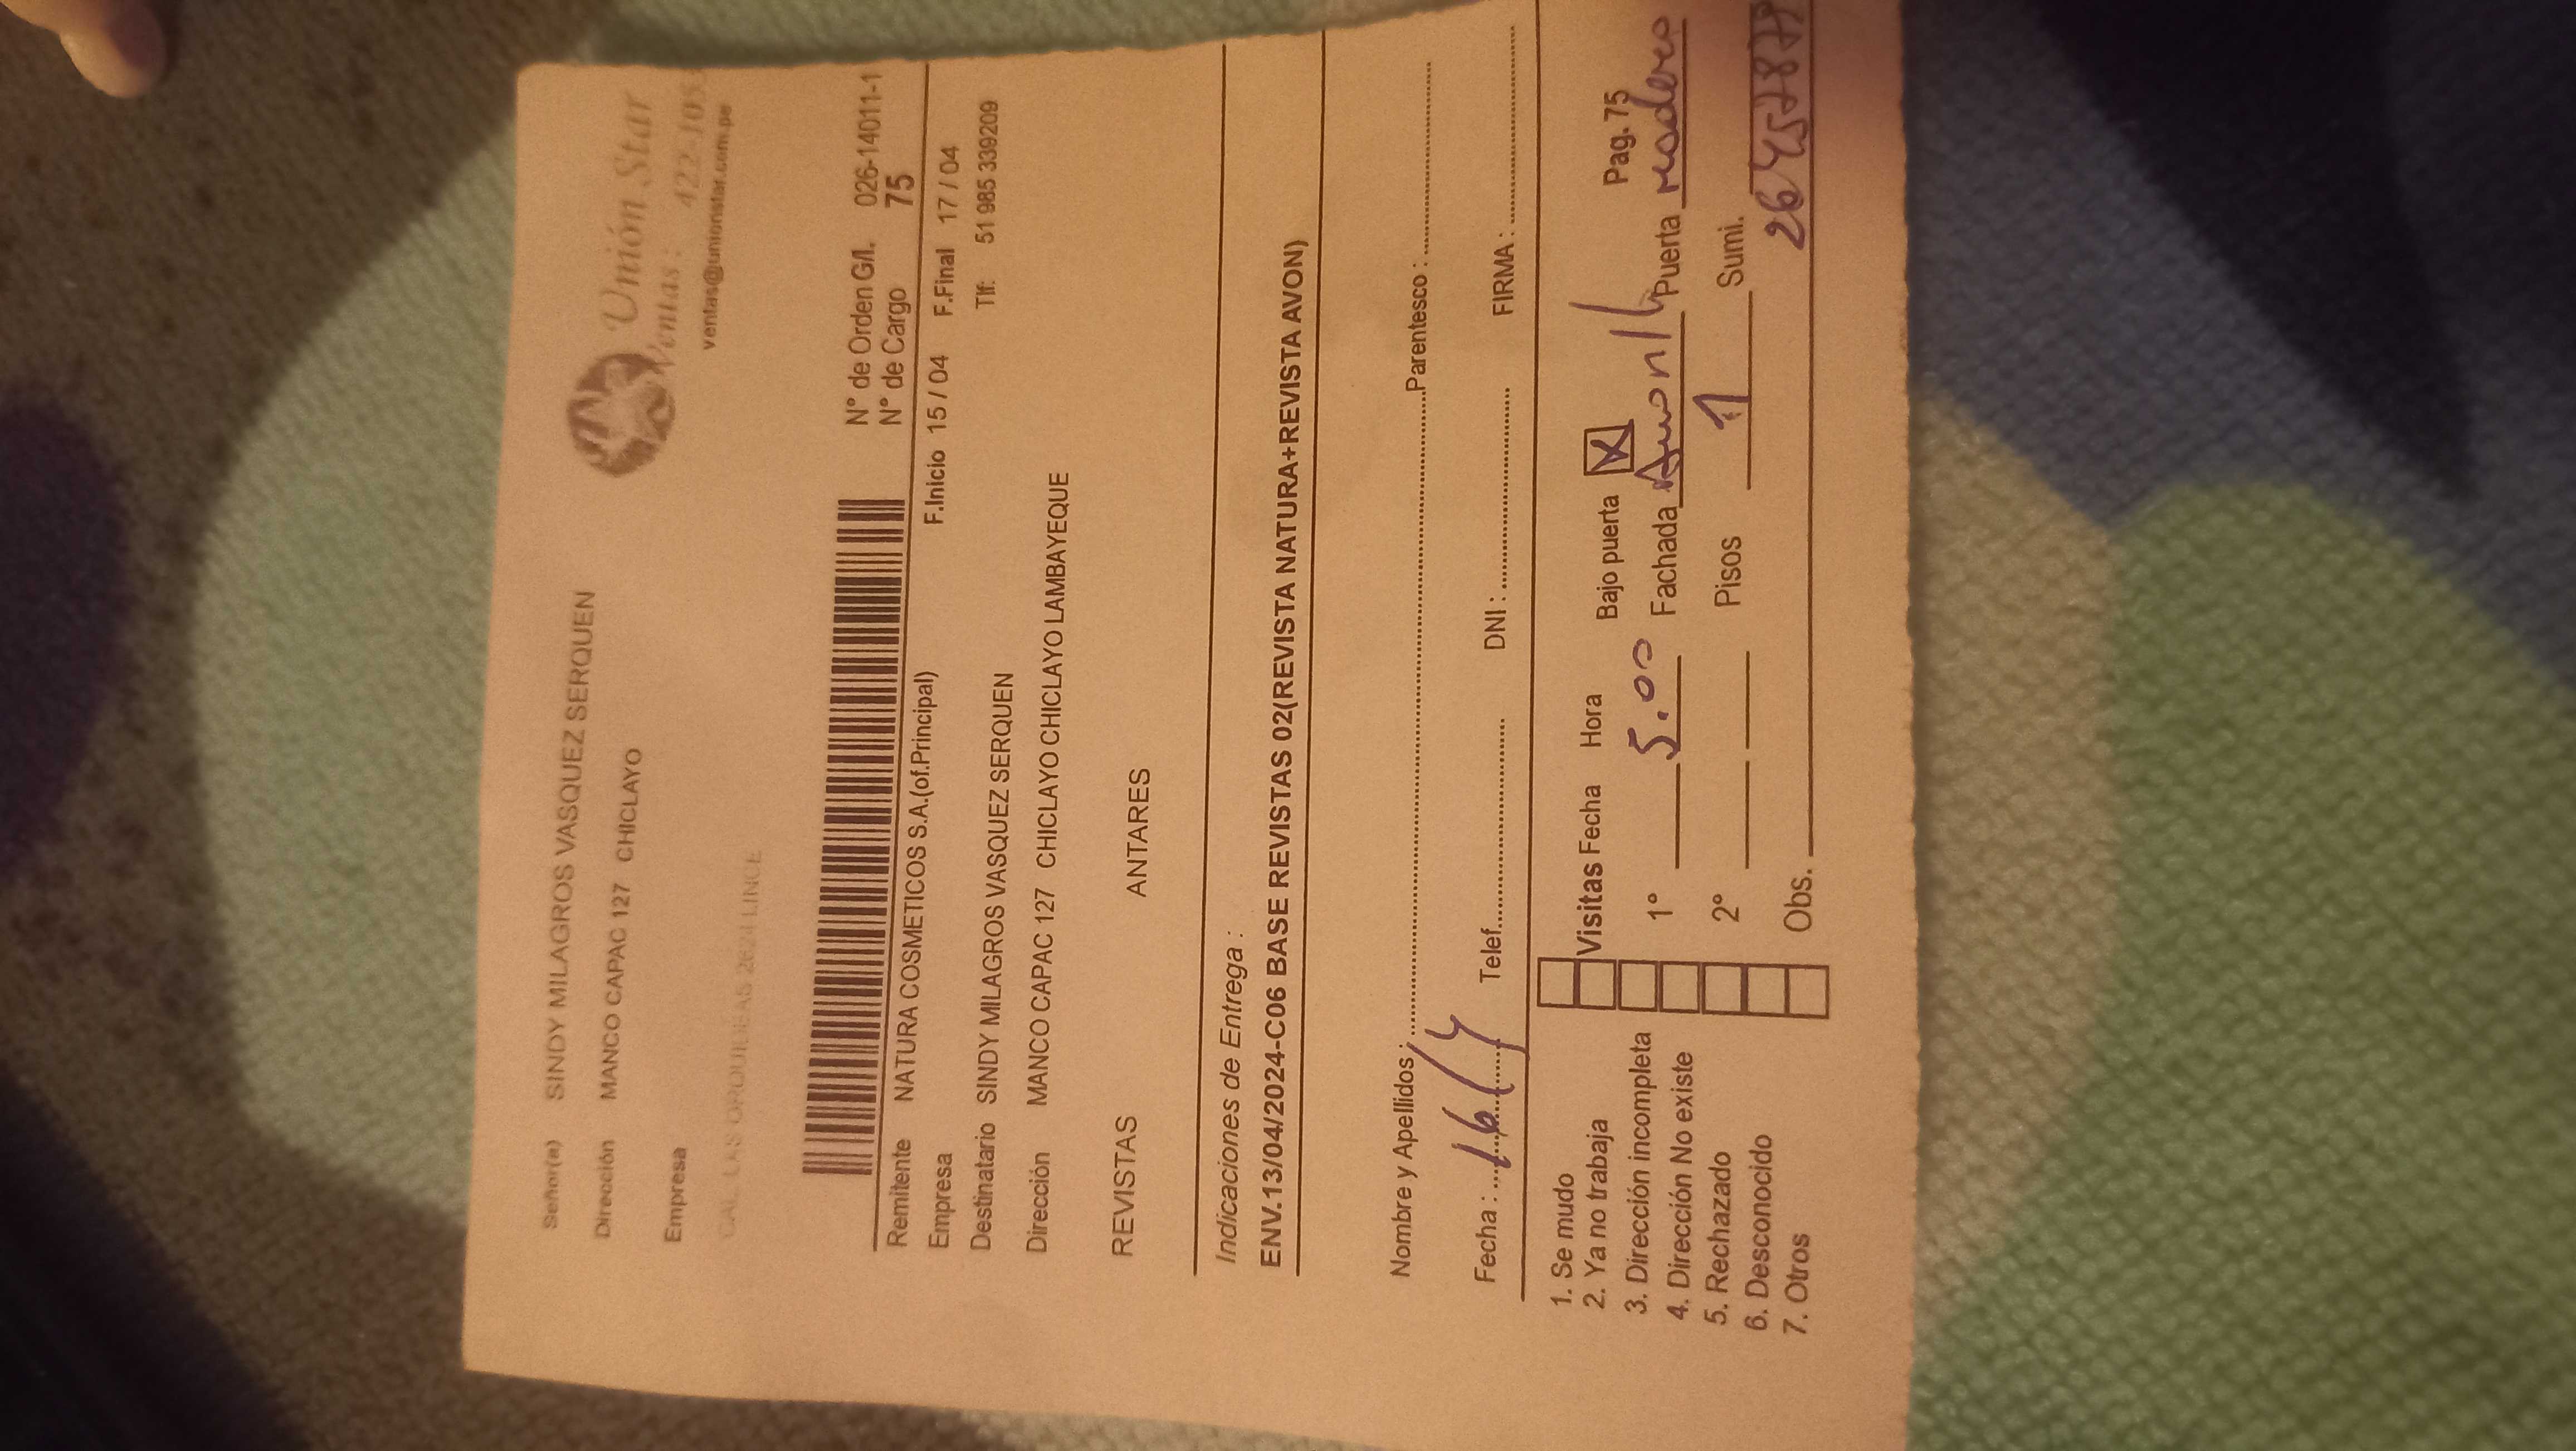 Señor(a) SINDY MILAGROS VASQUEZ SERQUEN
Dirección MANCO CAPAC 127 CHICLAYO
Empresa
Unión Star
Ventas: 422-105
ventas@unionstar.com.pe
CAL. LAS ORQUIDEAS 2624 LINCE
N° de Orden G/I. 026-14011-1
N° de Cargo 75
Remitente NATURA COSMETICOS S.A.(of.Principal)
F.Inicio 15 / 04 F.Final 17 / 04
Empresa
Destinatario SINDY MILAGROS VASQUEZ SERQUEN
Tlf: 51 985 339209
Dirección MANCO CAPAC 127 CHICLAYO CHICLAYO LAMBAYEQUE
REVISTAS ANTARES
Indicaciones de Entrega :
ENV.13/04/2024-C06 BASE REVISTAS 02(REVISTA NATURA+REVISTA AVON)
Nombre y Apellidos : Parentesco :
Fecha : 16/4 Telef. DNI : FIRMA :
1. Se mudo
2. Ya no trabaja
3. Dirección incompleta
4. Dirección No existe
5. Rechazado
6. Desconocido
7. Otros
Visitas Fecha Hora Bajo puerta X Pag. 75
1° 5.00 Fachada Puerta madera
2° Pisos 1 Sumi.
Obs.